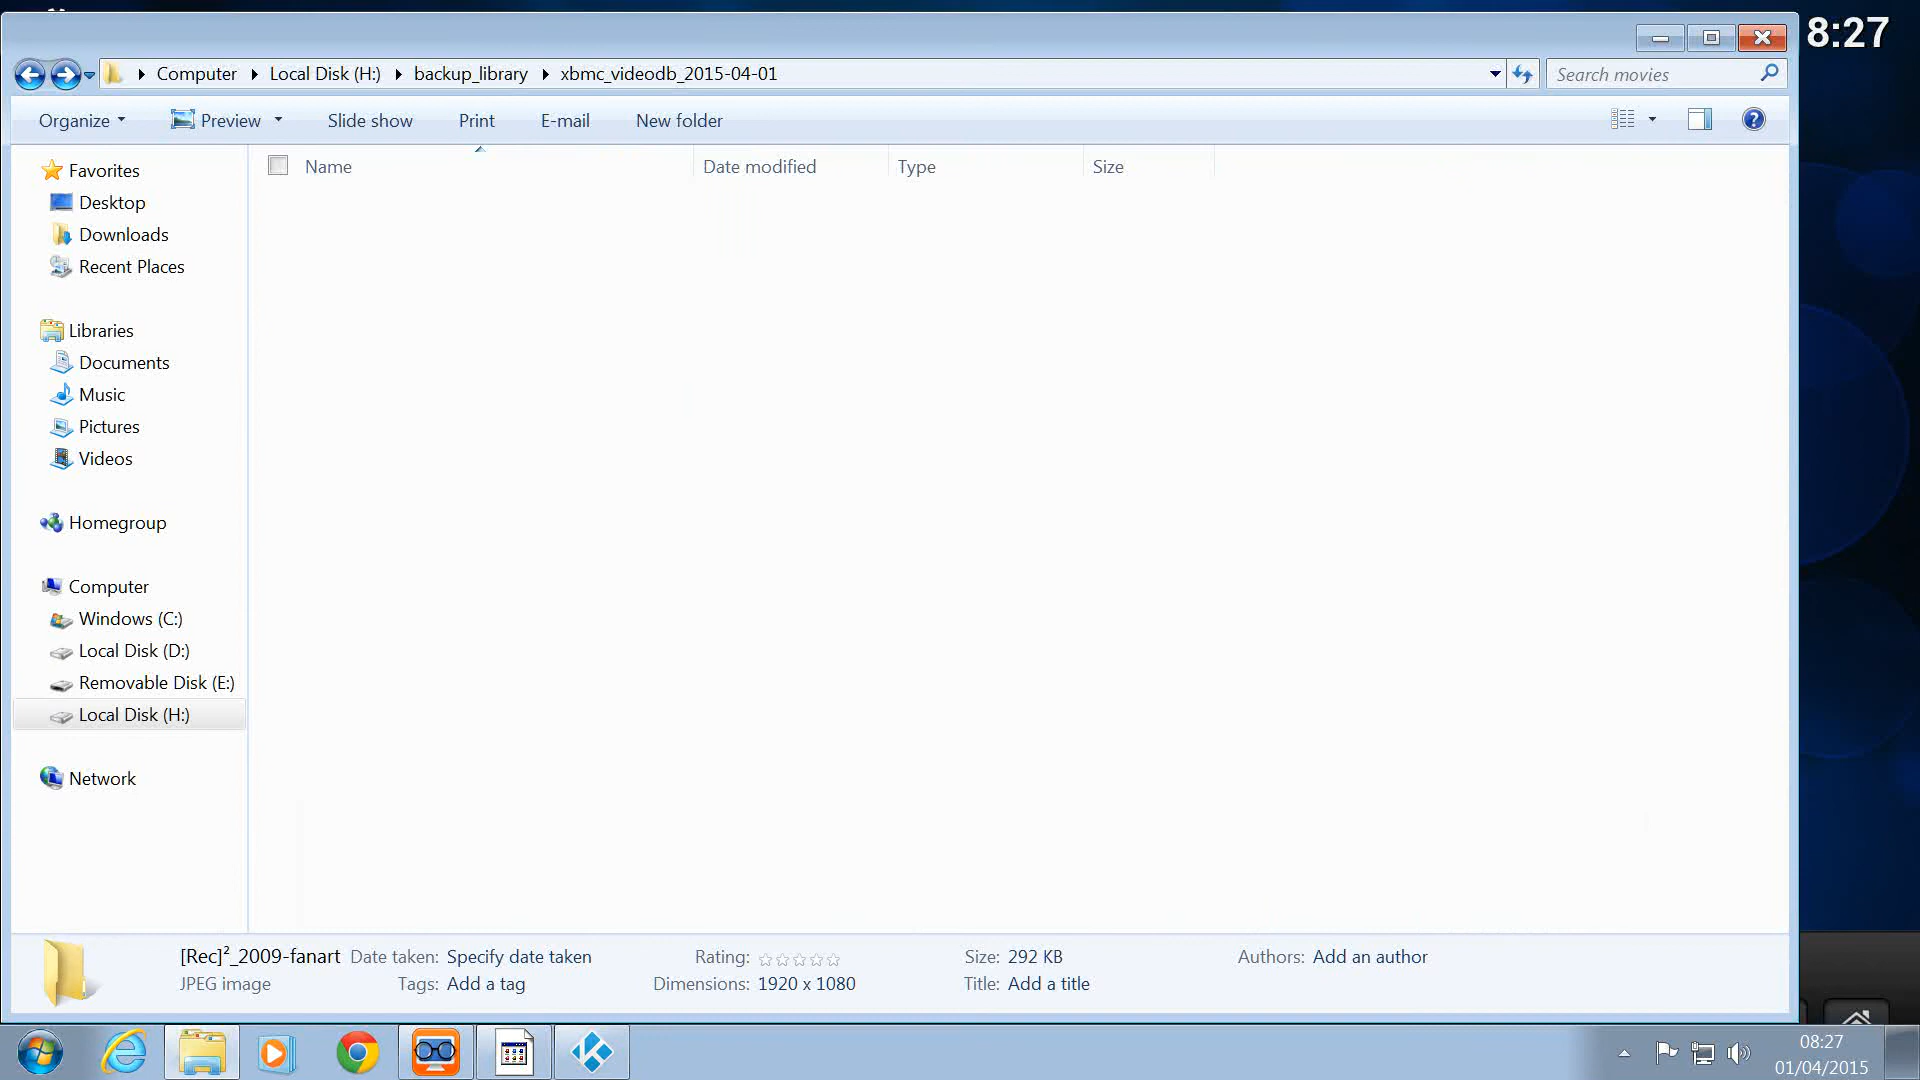 8:27
Computer Local Disk (H:) backup_library xbmc_videodb_2015-04-01
Search movies
Organize Preview Slide show Print E-mail New folder
Name Date modified Type Size
Favorites
Desktop
Downloads
Recent Places
Libraries
Documents
Music
Pictures
Videos
Homegroup
Computer
Windows (C:)
Local Disk (D:)
Removable Disk (E:)
Local Disk (H:)
Network
[Rec]²_2009-fanart Date taken: Specify date taken Rating: Size: 292 KB Authors: Add an author
JPEG image Tags: Add a tag Dimensions: 1920 x 1080 Title: Add a title
08:27
01/04/2015